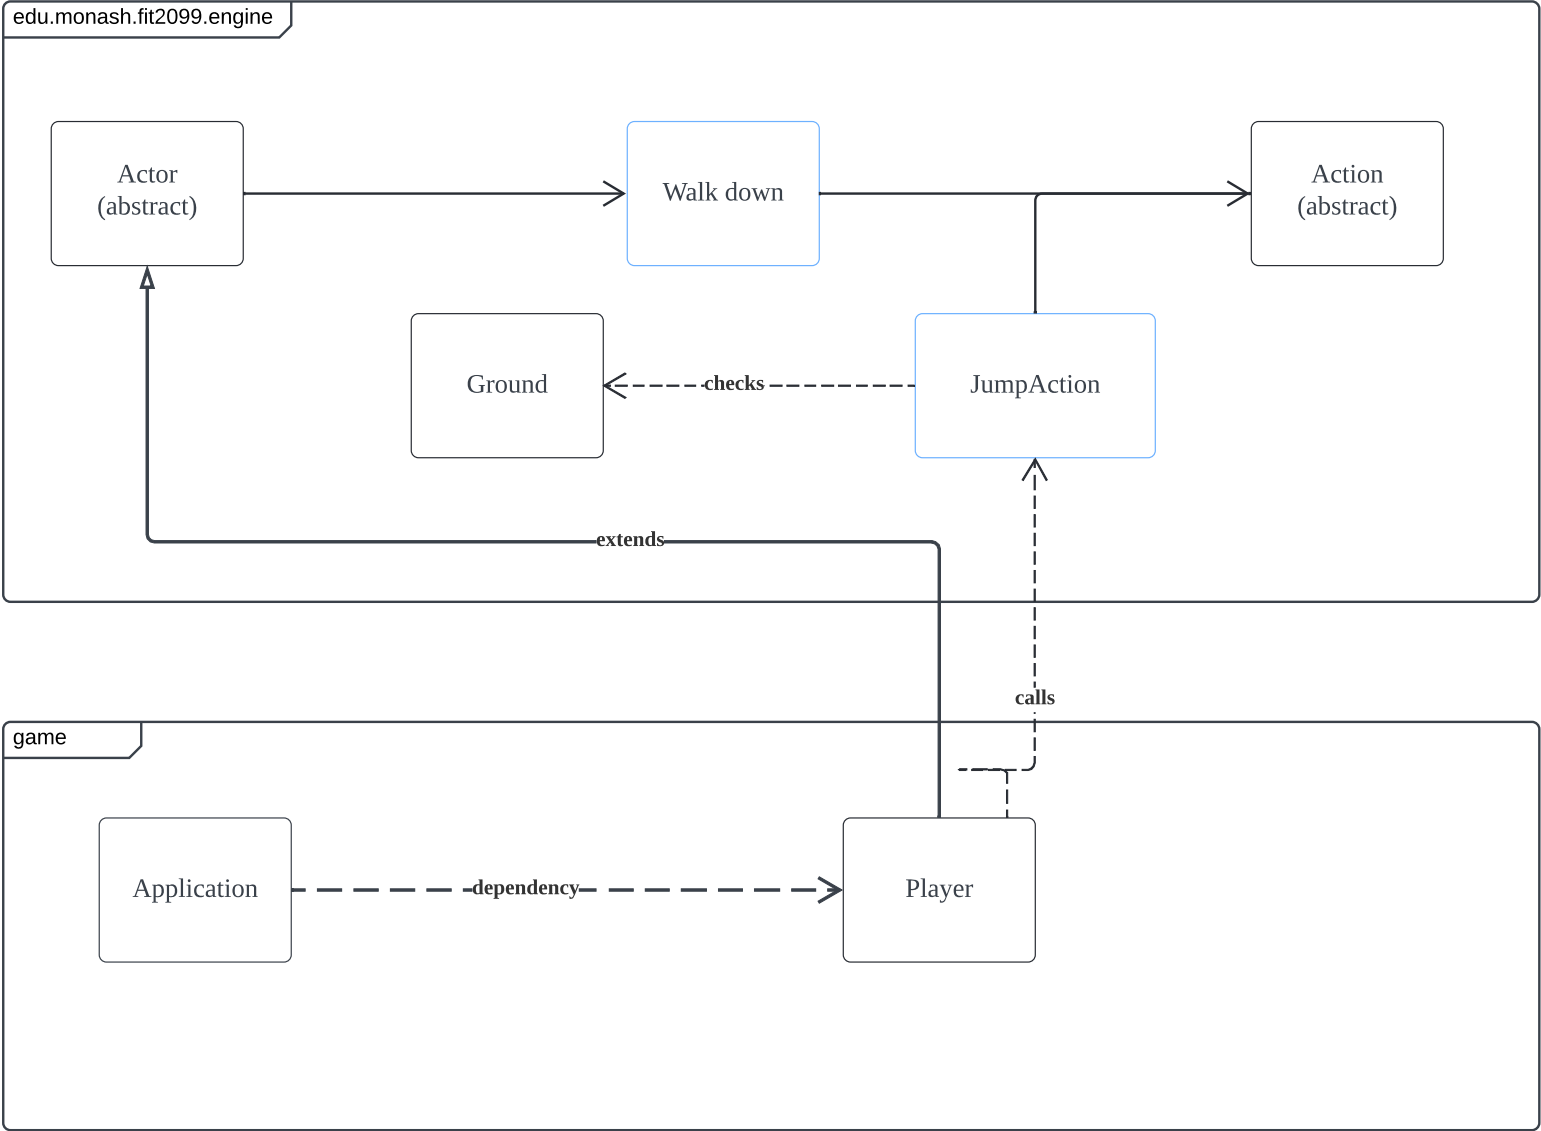 edu.monash.fit2099.engine
Actor
(abstract)
Walk down
Action
(abstract)
Ground
checks
JumpAction
extends
calls
game
Application
dependency
Player